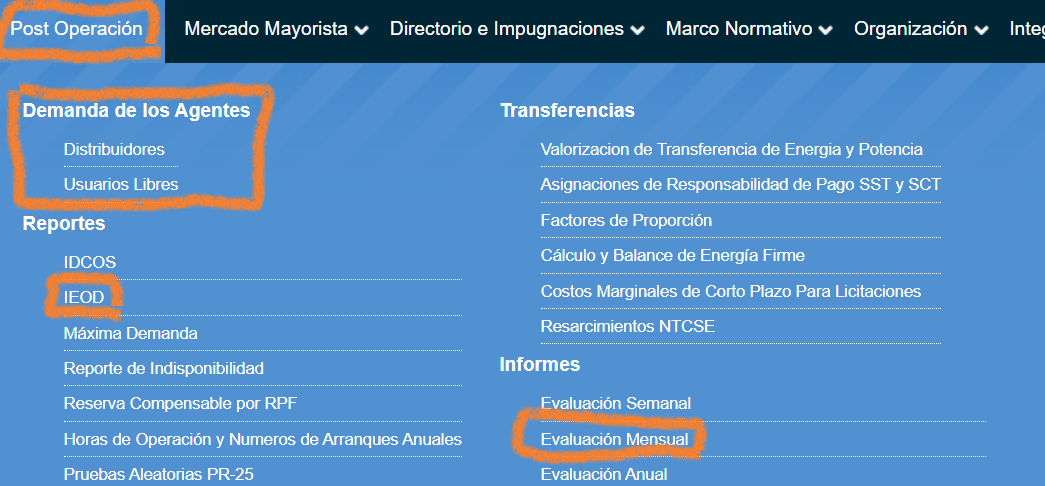 Post Operación Mercado Mayorista Directorio e Impugnaciones Marco Normativo Organización Integ
Demanda de los Agentes
Distribuidores
Usuarios Libres
Reportes
IDCOS
IEOD
Máxima Demanda
Reporte de Indisponibilidad
Reserva Compensable por RPF
Horas de Operación y Numeros de Arranques Anuales
Pruebas Aleatorias PR-25
Transferencias
Valorizacion de Transferencia de Energia y Potencia
Asignaciones de Responsabilidad de Pago SST y SCT
Factores de Proporción
Cálculo y Balance de Energía Firme
Costos Marginales de Corto Plazo Para Licitaciones
Resarcimientos NTCSE
Informes
Evaluación Semanal
Evaluación Mensual
Evaluación Anual